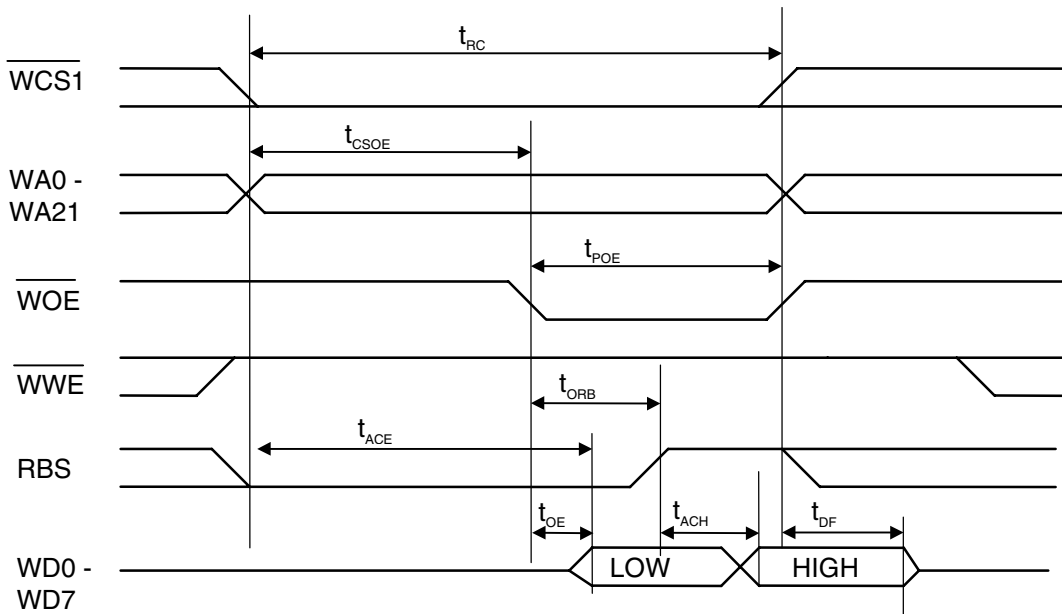 tRC
WCS1
tCSOE
WA0 -
WA21
tPOE
WOE
WWE
tORB
tACE
RBS
tOE
tACH
tDF
WD0 -
WD7
LOW
HIGH